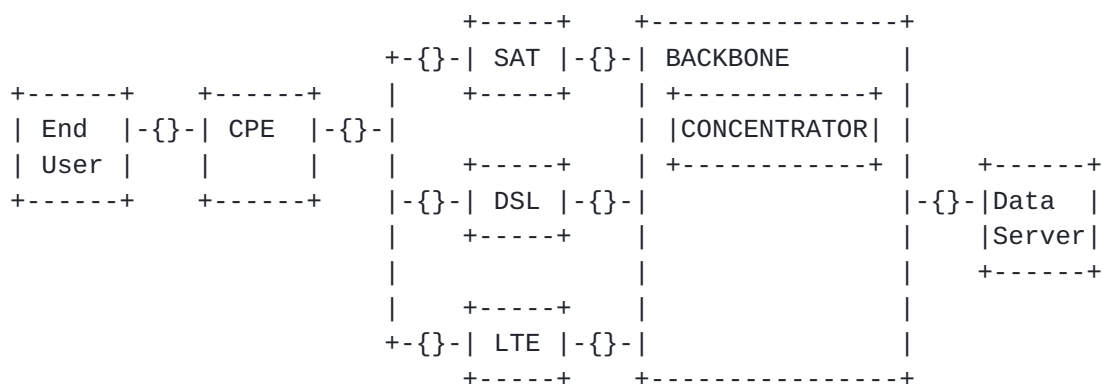 +-----+    +----------------+
                        +-{}-| SAT |-{}-| BACKBONE       |
+------+    +------+    |    +-----+    | +------------+ |
| End  |-{}-| CPE  |-{}-|               | |CONCENTRATOR| |
| User |    |      |    |    +-----+    | +------------+ |    +------+
+------+    +------+    |-{}-| DSL |-{}-|                |-{}-|Data  |
                        |    +-----+    |                |    |Server|
                        |               |                |    +------+
                        |    +-----+    |                |
                        +-{}-| LTE |-{}-|                |
                             +-----+    +----------------+